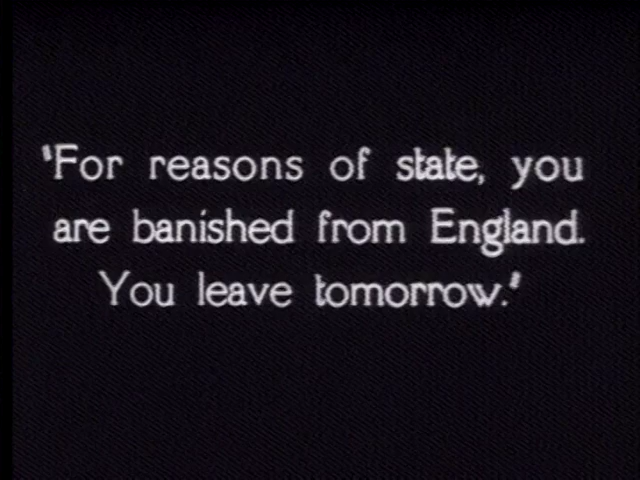 'For reasons of state, you
are banished from England.
You leave tomorrow.'